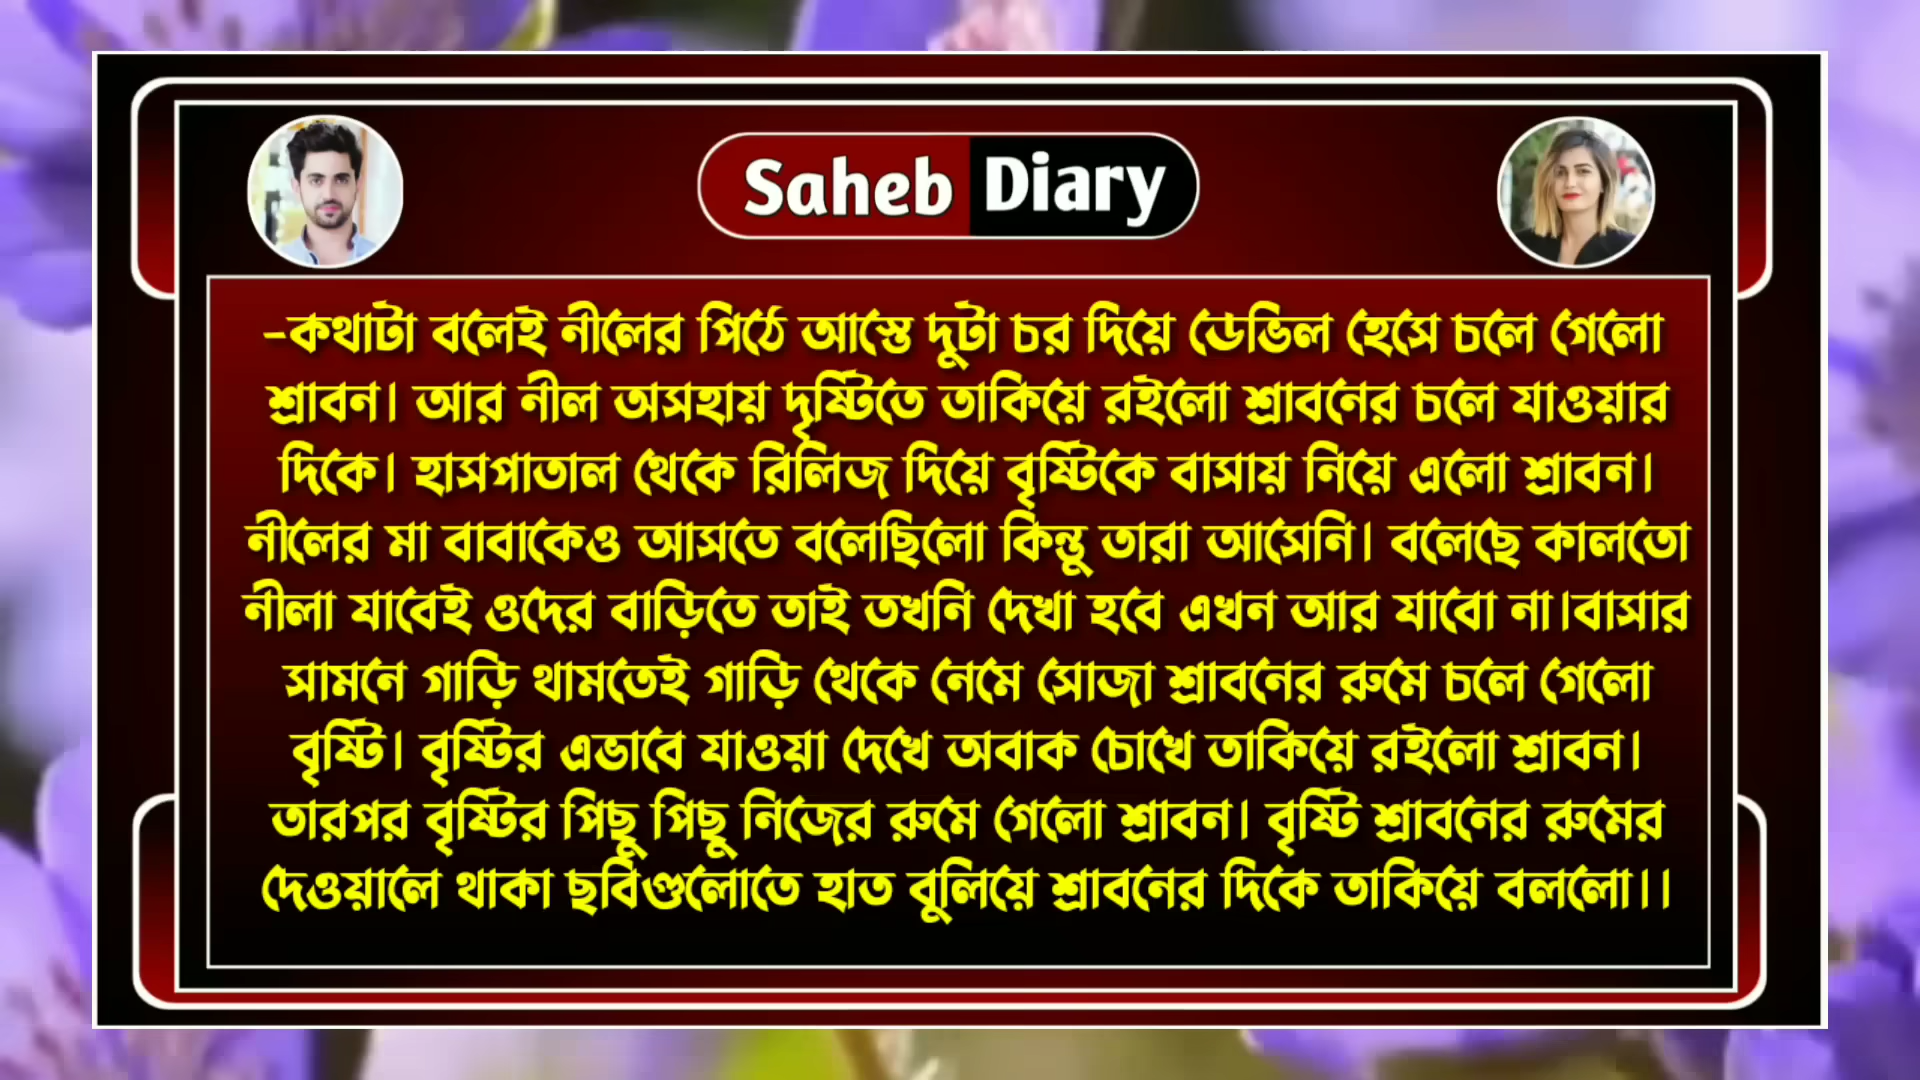 Saheb Diary
-কথাটা বলেই নীলের পিঠে আস্তে দুটা চর দিয়ে ডেভিল হেসে চলে গেলো
শ্রাবন। আর নীল অসহায় দৃষ্টিতে তাকিয়ে রইলো শ্রাবনের চলে যাওয়ার
দিকে। হাসপাতাল থেকে রিলিজ দিয়ে বৃষ্টিকে বাসায় নিয়ে এলো শ্রাবন।
নীলের মা বাবাকেও আসতে বলেছিলো কিন্তু তারা আসেনি। বলেছে কালতো
নীলা যাবেই ওদের বাড়িতে তাই তখনি দেখা হবে এখন আর যাবো না।বাসার
সামনে গাড়ি থামতেই গাড়ি থেকে নেমে সোজা শ্রাবনের রুমে চলে গেলো
বৃষ্টি। বৃষ্টির এভাবে যাওয়া দেখে অবাক চোখে তাকিয়ে রইলো শ্রাবন।
তারপর বৃষ্টির পিছু পিছু নিজের রুমে গেলো শ্রাবন। বৃষ্টি শ্রাবনের রুমের
দেওয়ালে থাকা ছবিগুলোতে হাত বুলিয়ে শ্রাবনের দিকে তাকিয়ে বললো।।